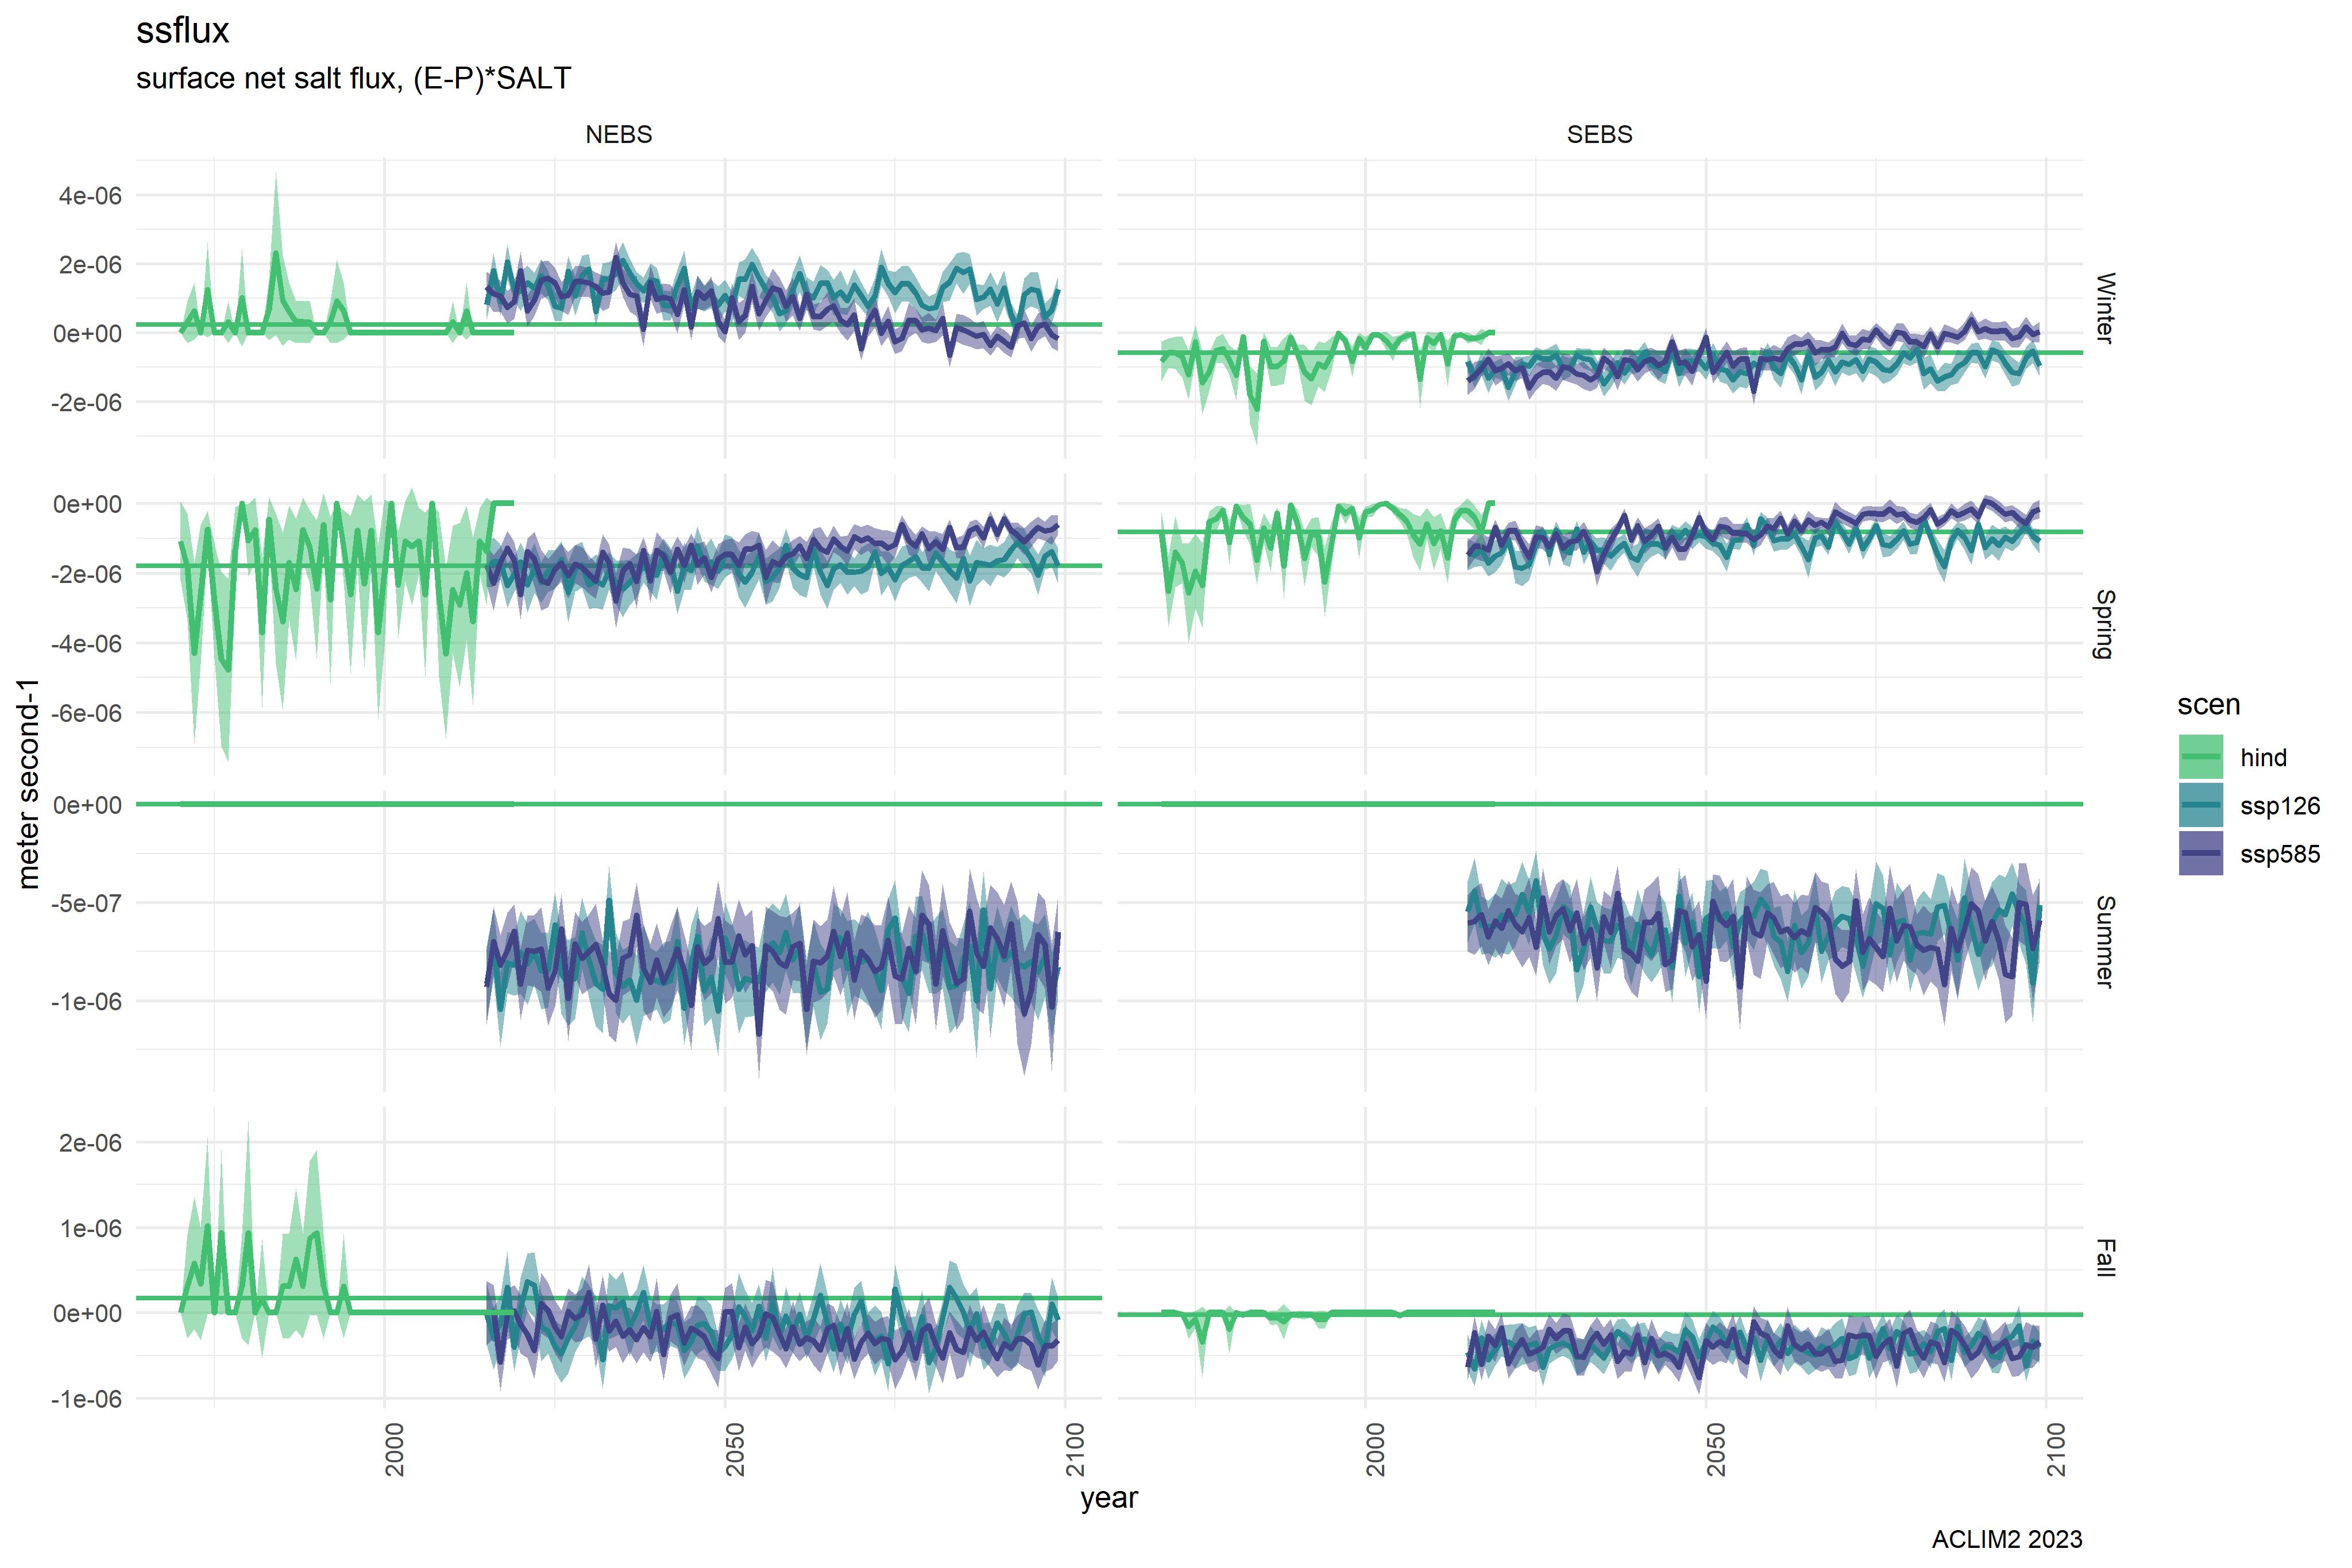 ssflux
surface net salt flux, (E-P)*SALT
NEBS
SEBS
4e-06
2e-06
0e+00
-2e-06
Winter
0e+00
-2e-06
-4e-06
-6e-06
Spring
0e+00
-5e-07
-1e-06
Summer
2e-06
1e-06
0e+00
-1e-06
Fall
meter second-1
2000
2050
2100
2000
2050
2100
year
scen
hind
ssp126
ssp585
ACLIM2 2023